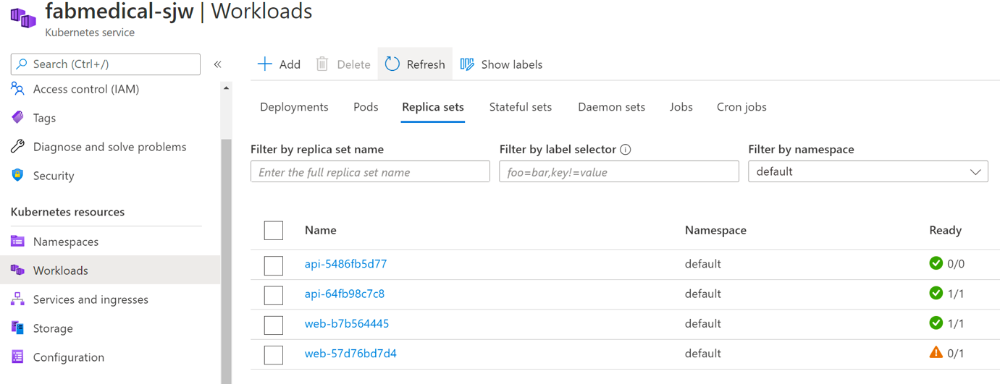 fabmedical-sjw | Workloads
Kubernetes service
Search (Ctrl+/)
«
Access control (IAM)
Tags
Diagnose and solve problems
Security
Kubernetes resources
Namespaces
Workloads
Services and ingresses
Storage
Configuration
Add Delete Refresh Show labels
Deployments Pods Replica sets Stateful sets Daemon sets Jobs Cron jobs
Filter by replica set name Filter by label selector Filter by namespace
Enter the full replica set name foo=bar,key!=value default
Name Namespace Ready
api-5486fb5d77 default 0/0
api-64fb98c7c8 default 1/1
web-b7b564445 default 1/1
web-57d76bd7d4 default 0/1